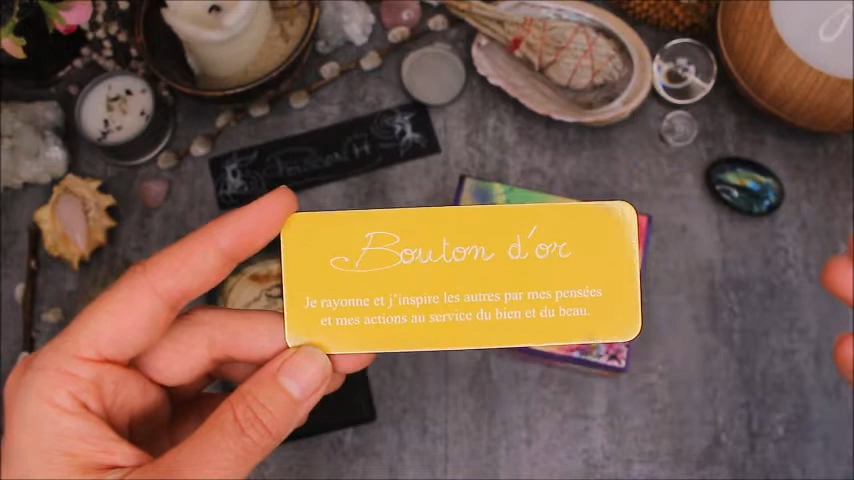 Bouton d'or
Je rayonne et j'inspire les autres par mes pensées
et mes actions au service du bien et du beau.